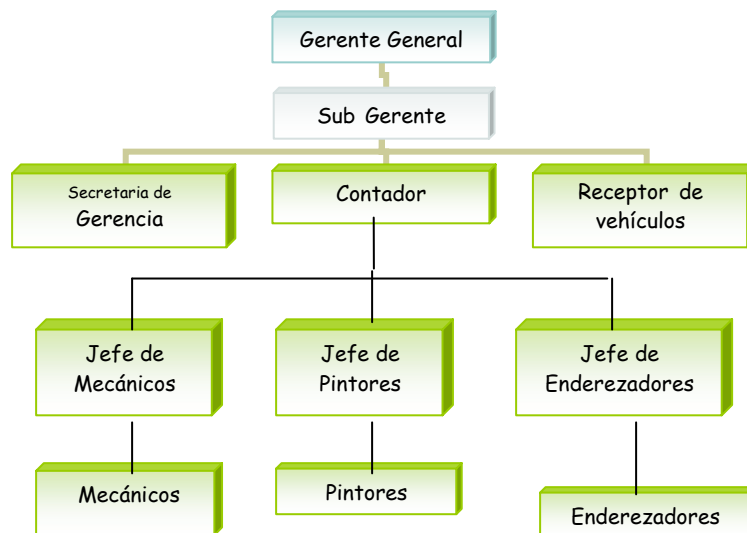 Gerente General
Sub Gerente
Secretaria de
Gerencia
Contador
Receptor de
vehículos
Jefe de
Mecánicos
Jefe de
Pintores
Jefe de
Enderezadores
Mecánicos
Pintores
Enderezadores